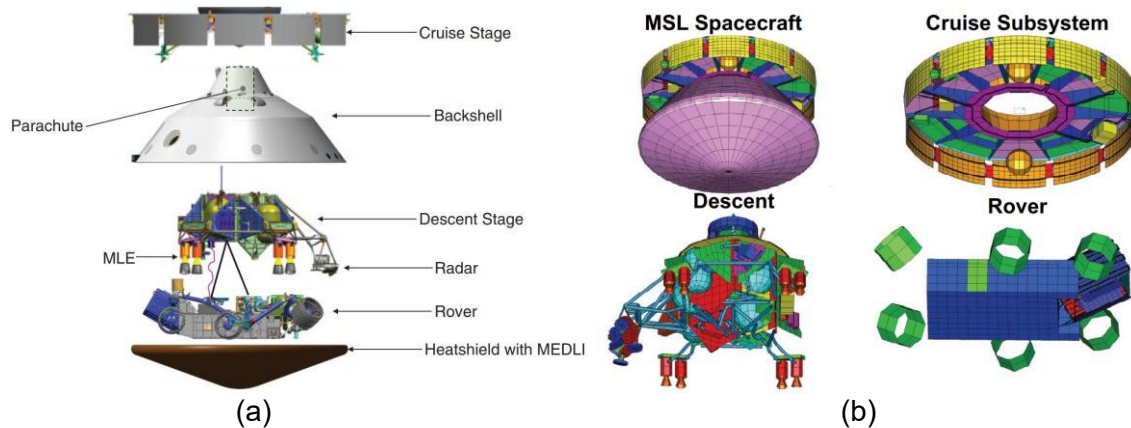 Cruise Stage
Parachute
Backshell
Descent Stage
MLE
Radar
Rover
Heatshield with MEDLI
(a)
MSL Spacecraft
Cruise Subsystem
Descent
Rover
(b)